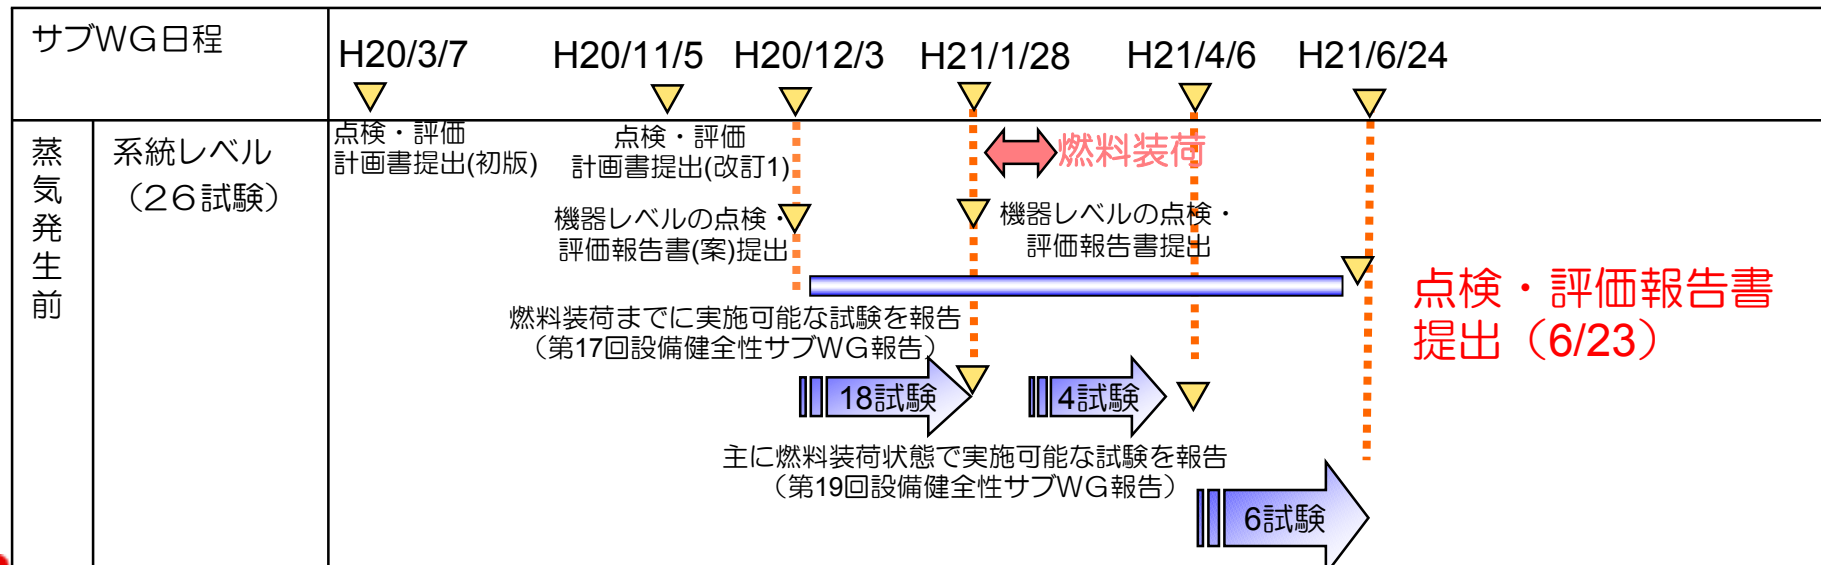 サブWG日程
H20/3/7
H20/11/5
H20/12/3
H21/1/28
H21/4/6
H21/6/24
蒸気発生前
系統レベル
（26試験）
点検・評価
計画書提出(初版)
点検・評価
計画書提出(改訂1)
燃料装荷
機器レベルの点検・
評価報告書(案)提出
機器レベルの点検・
評価報告書提出
点検・評価報告書
提出（6/23）
燃料装荷までに実施可能な試験を報告
（第17回設備健全性サブWG報告）
18試験
4試験
主に燃料装荷状態で実施可能な試験を報告
（第19回設備健全性サブWG報告）
6試験